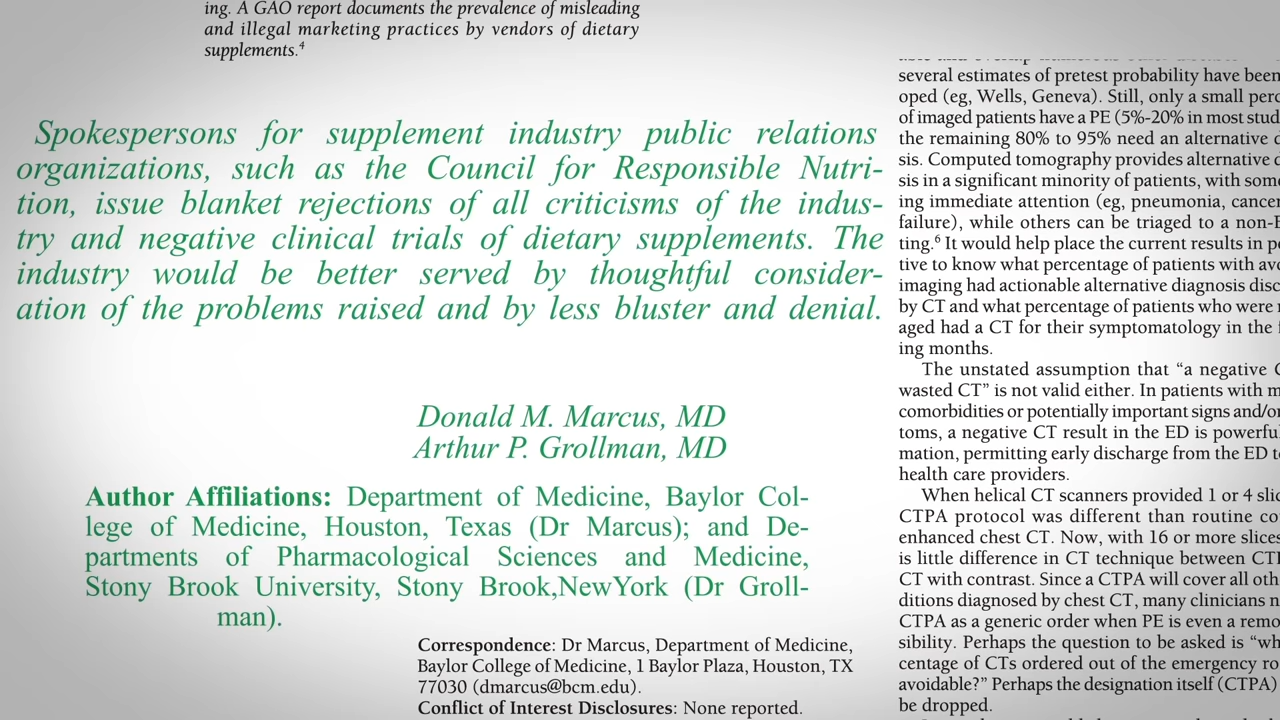 ing. A GAO report documents the prevalence of misleading
and illegal marketing practices by vendors of dietary
supplements.4
Spokespersons for supplement industry public relations
organizations, such as the Council for Responsible Nutri-
tion, issue blanket rejections of all criticisms of the indus-
try and negative clinical trials of dietary supplements. The
industry would be better served by thoughtful consider-
ation of the problems raised and by less bluster and denial.
Donald M. Marcus, MD
Arthur P. Grollman, MD
Author Affiliations: Department of Medicine, Baylor Col-
lege of Medicine, Houston, Texas (Dr Marcus); and De-
partments of Pharmacological Sciences and Medicine,
Stony Brook University, Stony Brook,NewYork (Dr Groll-
man).
Correspondence: Dr Marcus, Department of Medicine,
Baylor College of Medicine, 1 Baylor Plaza, Houston, TX
77030 (dmarcus@bcm.edu).
Conflict of Interest Disclosures: None reported.
several estimates of pretest probability have been
oped (eg, Wells, Geneva). Still, only a small perc
of imaged patients have a PE (5%-20% in most stud
the remaining 80% to 95% need an alternative d
sis. Computed tomography provides alternative d
sis in a significant minority of patients, with som
ing immediate attention (eg, pneumonia, cancer
failure), while others can be triaged to a non-
ting.6 It would help place the current results in p
tive to know what percentage of patients with av
imaging had actionable alternative diagnosis disc
by CT and what percentage of patients who were
aged had a CT for their symptomatology in the
ing months.
The unstated assumption that “a negative C
wasted CT” is not valid either. In patients with m
comorbidities or potentially important signs and/o
toms, a negative CT result in the ED is powerful
mation, permitting early discharge from the ED t
health care providers.
When helical CT scanners provided 1 or 4 slic
CTPA protocol was different than routine co
enhanced chest CT. Now, with 16 or more slices
is little difference in CT technique between CT
CT with contrast. Since a CTPA will cover all oth
ditions diagnosed by chest CT, many clinicians n
CTPA as a generic order when PE is even a remo
sibility. Perhaps the question to be asked is “wh
centage of CTs ordered out of the emergency ro
avoidable?” Perhaps the designation itself (CTPA)
be dropped.